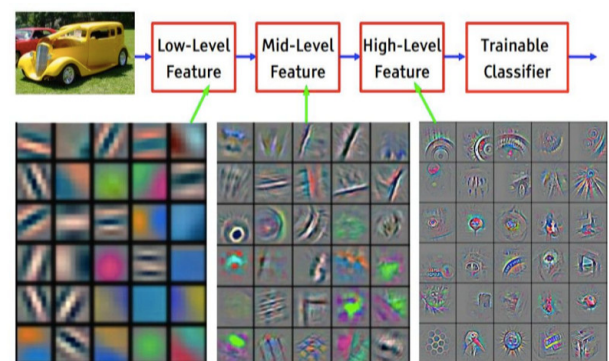 Low-Level
Feature
Mid-Level
Feature
High-Level
Feature
Trainable
Classifier